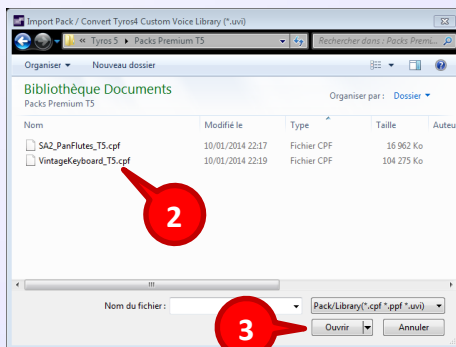 Import Pack / Convert Tyros4 Custom Voice Library (*.uvi)
« Tyros 5 ▸ Packs Premium T5
Rechercher dans : Packs Premi...
Organiser ▼ Nouveau dossier
Bibliothèque Documents
Packs Premium T5
Organiser par : Dossier ▼
Nom Modifié le Type Taille Auteu
SA2_PanFlutes_T5.cpf 10/01/2014 22:17 Fichier CPF 16 962 Ko
VintageKeyboard_T5.cpf 10/01/2014 22:19 Fichier CPF 104 275 Ko
2
Nom du fichier : Pack/Library(*.cpf *.ppf *.uvi)
3
Ouvrir Annuler